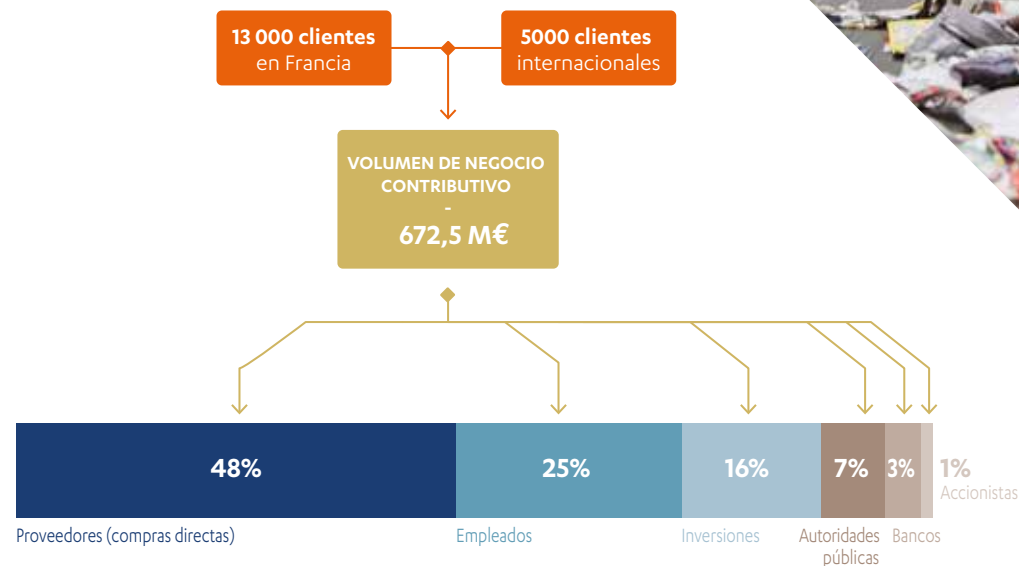 13 000 clientes
en Francia
5000 clientes
internacionales
VOLUMEN DE NEGOCIO
CONTRIBUTIVO
-
672,5 M€
48%
25%
16%
7%
3%
1%
Accionistas
Proveedores (compras directas)
Empleados
Inversiones
Autoridades
públicas
Bancos